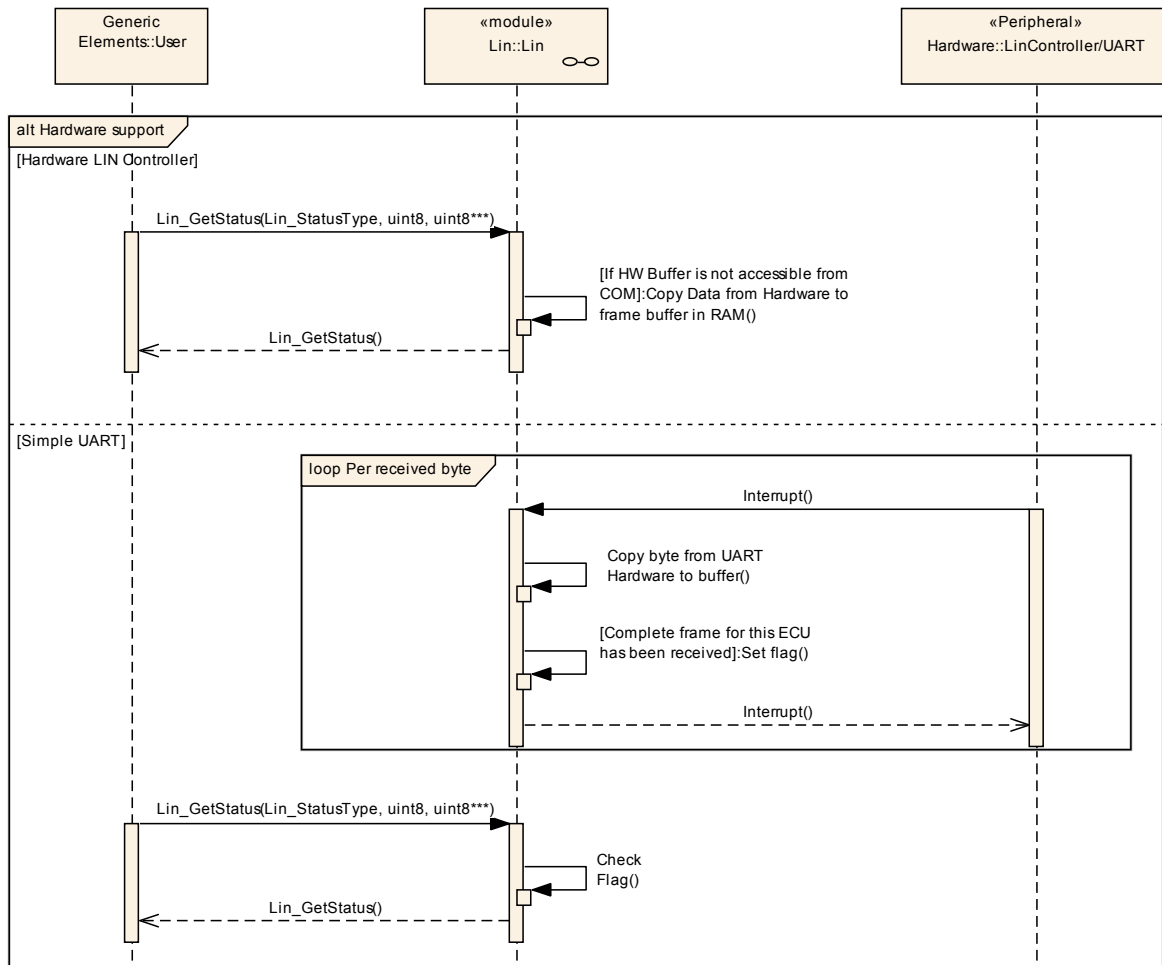 Generic
Elements::User
«module»
Lin::Lin
«Peripheral»
Hardware::LinController/UART
alt Hardware support
[Hardware LIN Controller]
Lin_GetStatus(Lin_StatusType, uint8, uint8***)
[If HW Buffer is not accessible from
COM]:Copy Data from Hardware to
frame buffer in RAM()
Lin_GetStatus()
[Simple UART]
loop Per received byte
Interrupt()
Copy byte from UART
Hardware to buffer()
[Complete frame for this ECU
has been received]:Set flag()
Interrupt()
Lin_GetStatus(Lin_StatusType, uint8, uint8***)
Check
Flag()
Lin_GetStatus()